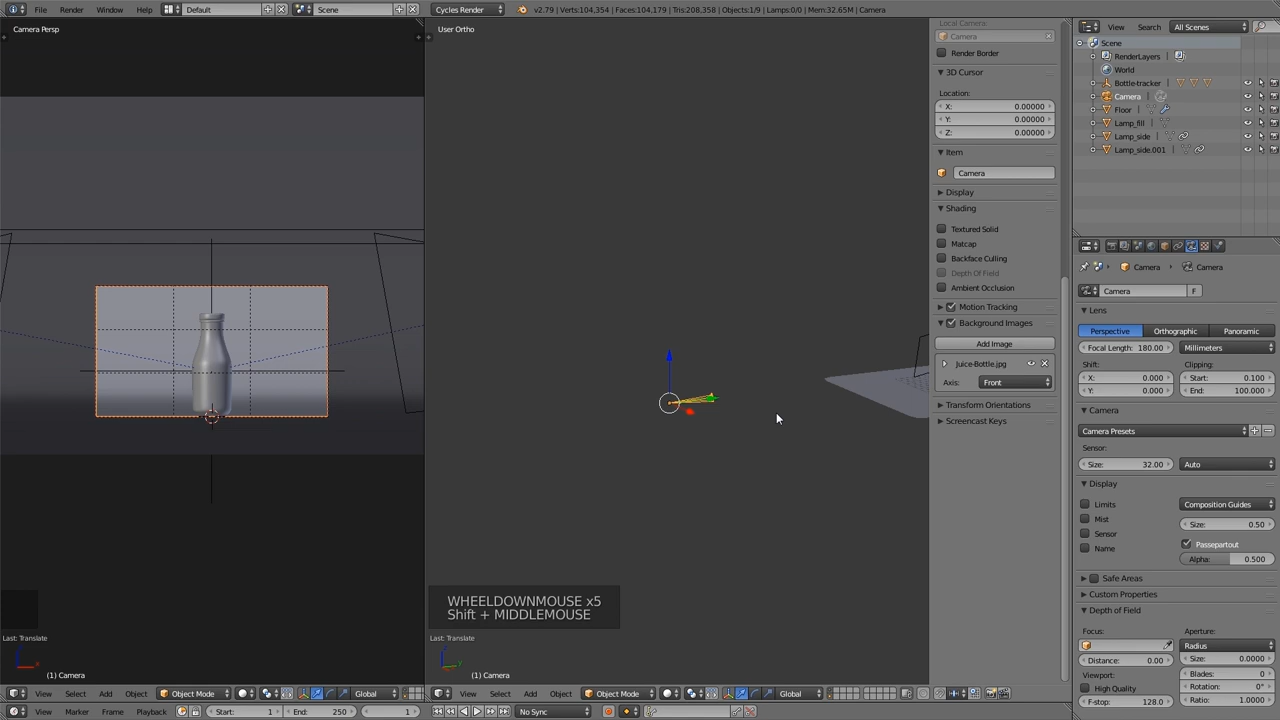 File Render Window Help Default Scene Cycles Render v2.79 | Verts:104,354 | Faces:104,179 | Tris:208,358 | Objects:1/9 | Lamps:0/0 | Mem:32.65M | Camera
Camera Persp
User Ortho
Local Camera:
Camera
Render Border
3D Cursor
Location:
X: 0.00000
Y: 0.00000
Z: 0.00000
Item
Camera
Display
Shading
Textured Solid
Matcap
Backface Culling
Depth Of Field
Ambient Occlusion
Motion Tracking
Background Images
Add Image
Juice-Bottle.jpg
Axis: Front
Transform Orientations
Screencast Keys
View Search All Scenes
Scene
RenderLayers
World
Bottle-tracker
Camera
Floor
Lamp_fill
Lamp_side
Lamp_side.001
Camera Camera
Camera F
Lens
Perspective Orthographic Panoramic
Focal Length: 180.00 Millimeters
Shift: Clipping:
X: 0.000 Start: 0.100
Y: 0.000 End: 100.000
Camera
Camera Presets
Sensor:
Size: 32.00 Auto
Display
Limits Composition Guides
Mist Size: 0.50
Sensor Passepartout
Name Alpha: 0.500
Safe Areas
Custom Properties
Depth of Field
Focus: Aperture:
Radius
Distance: 0.00 Size: 0.0000
Viewport: Blades: 0
High Quality Rotation: 0°
F-stop: 128.0 Ratio: 1.0000
WHEELDOWNMOUSE x5
Shift + MIDDLEMOUSE
Last: Translate
(1) Camera
Last: Translate
(1) Camera
View Select Add Object Object Mode Global
View Select Add Object Object Mode Global
View Marker Frame Playback Start: 1 End: 250 1 No Sync